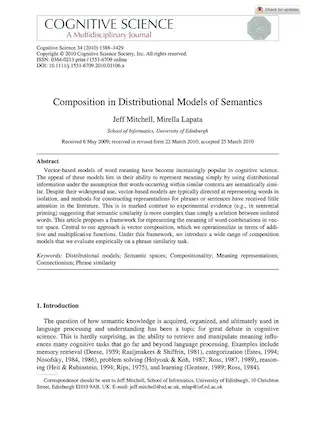 Check for updates
COGNITIVE SCIENCE
A Multidisciplinary Journal
Cognitive Science 34 (2010) 1388–1429
Copyright © 2010 Cognitive Science Society, Inc. All rights reserved.
ISSN: 0364-0213 print / 1551-6709 online
DOI: 10.1111/j.1551-6709.2010.01106.x
Composition in Distributional Models of Semantics
Jeff Mitchell, Mirella Lapata
School of Informatics, University of Edinburgh
Received 6 May 2009; received in revised form 22 March 2010; accepted 25 March 2010
Abstract
Vector-based models of word meaning have become increasingly popular in cognitive science.
The appeal of these models lies in their ability to represent meaning simply by using distributional
information under the assumption that words occurring within similar contexts are semantically simi-
lar. Despite their widespread use, vector-based models are typically directed at representing words in
isolation, and methods for constructing representations for phrases or sentences have received little
attention in the literature. This is in marked contrast to experimental evidence (e.g., in sentential
priming) suggesting that semantic similarity is more complex than simply a relation between isolated
words. This article proposes a framework for representing the meaning of word combinations in vec-
tor space. Central to our approach is vector composition, which we operationalize in terms of addi-
tive and multiplicative functions. Under this framework, we introduce a wide range of composition
models that we evaluate empirically on a phrase similarity task.
Keywords: Distributional models; Semantic spaces; Compositionality; Meaning representations;
Connectionism; Phrase similarity
1. Introduction
The question of how semantic knowledge is acquired, organized, and ultimately used in
language processing and understanding has been a topic for great debate in cognitive
science. This is hardly surprising, as the ability to retrieve and manipulate meaning influ-
ences many cognitive tasks that go far and beyond language processing. Examples include
memory retrieval (Deese, 1959; Raaijmakers & Shiffrin, 1981), categorization (Estes, 1994;
Nosofsky, 1984, 1986), problem solving (Holyoak & Koh, 1987; Ross, 1987, 1989), reason-
ing (Heit & Rubinstein, 1994; Rips, 1975), and learning (Gentner, 1989; Ross, 1984).
Correspondence should be sent to Jeff Mitchell, School of Informatics, University of Edinburgh, 10 Crichton
Street, Edinburgh EH8 9AB, UK. E-mail: jeff.mitchell@ed.ac.uk, mlap@inf.ed.ac.uk